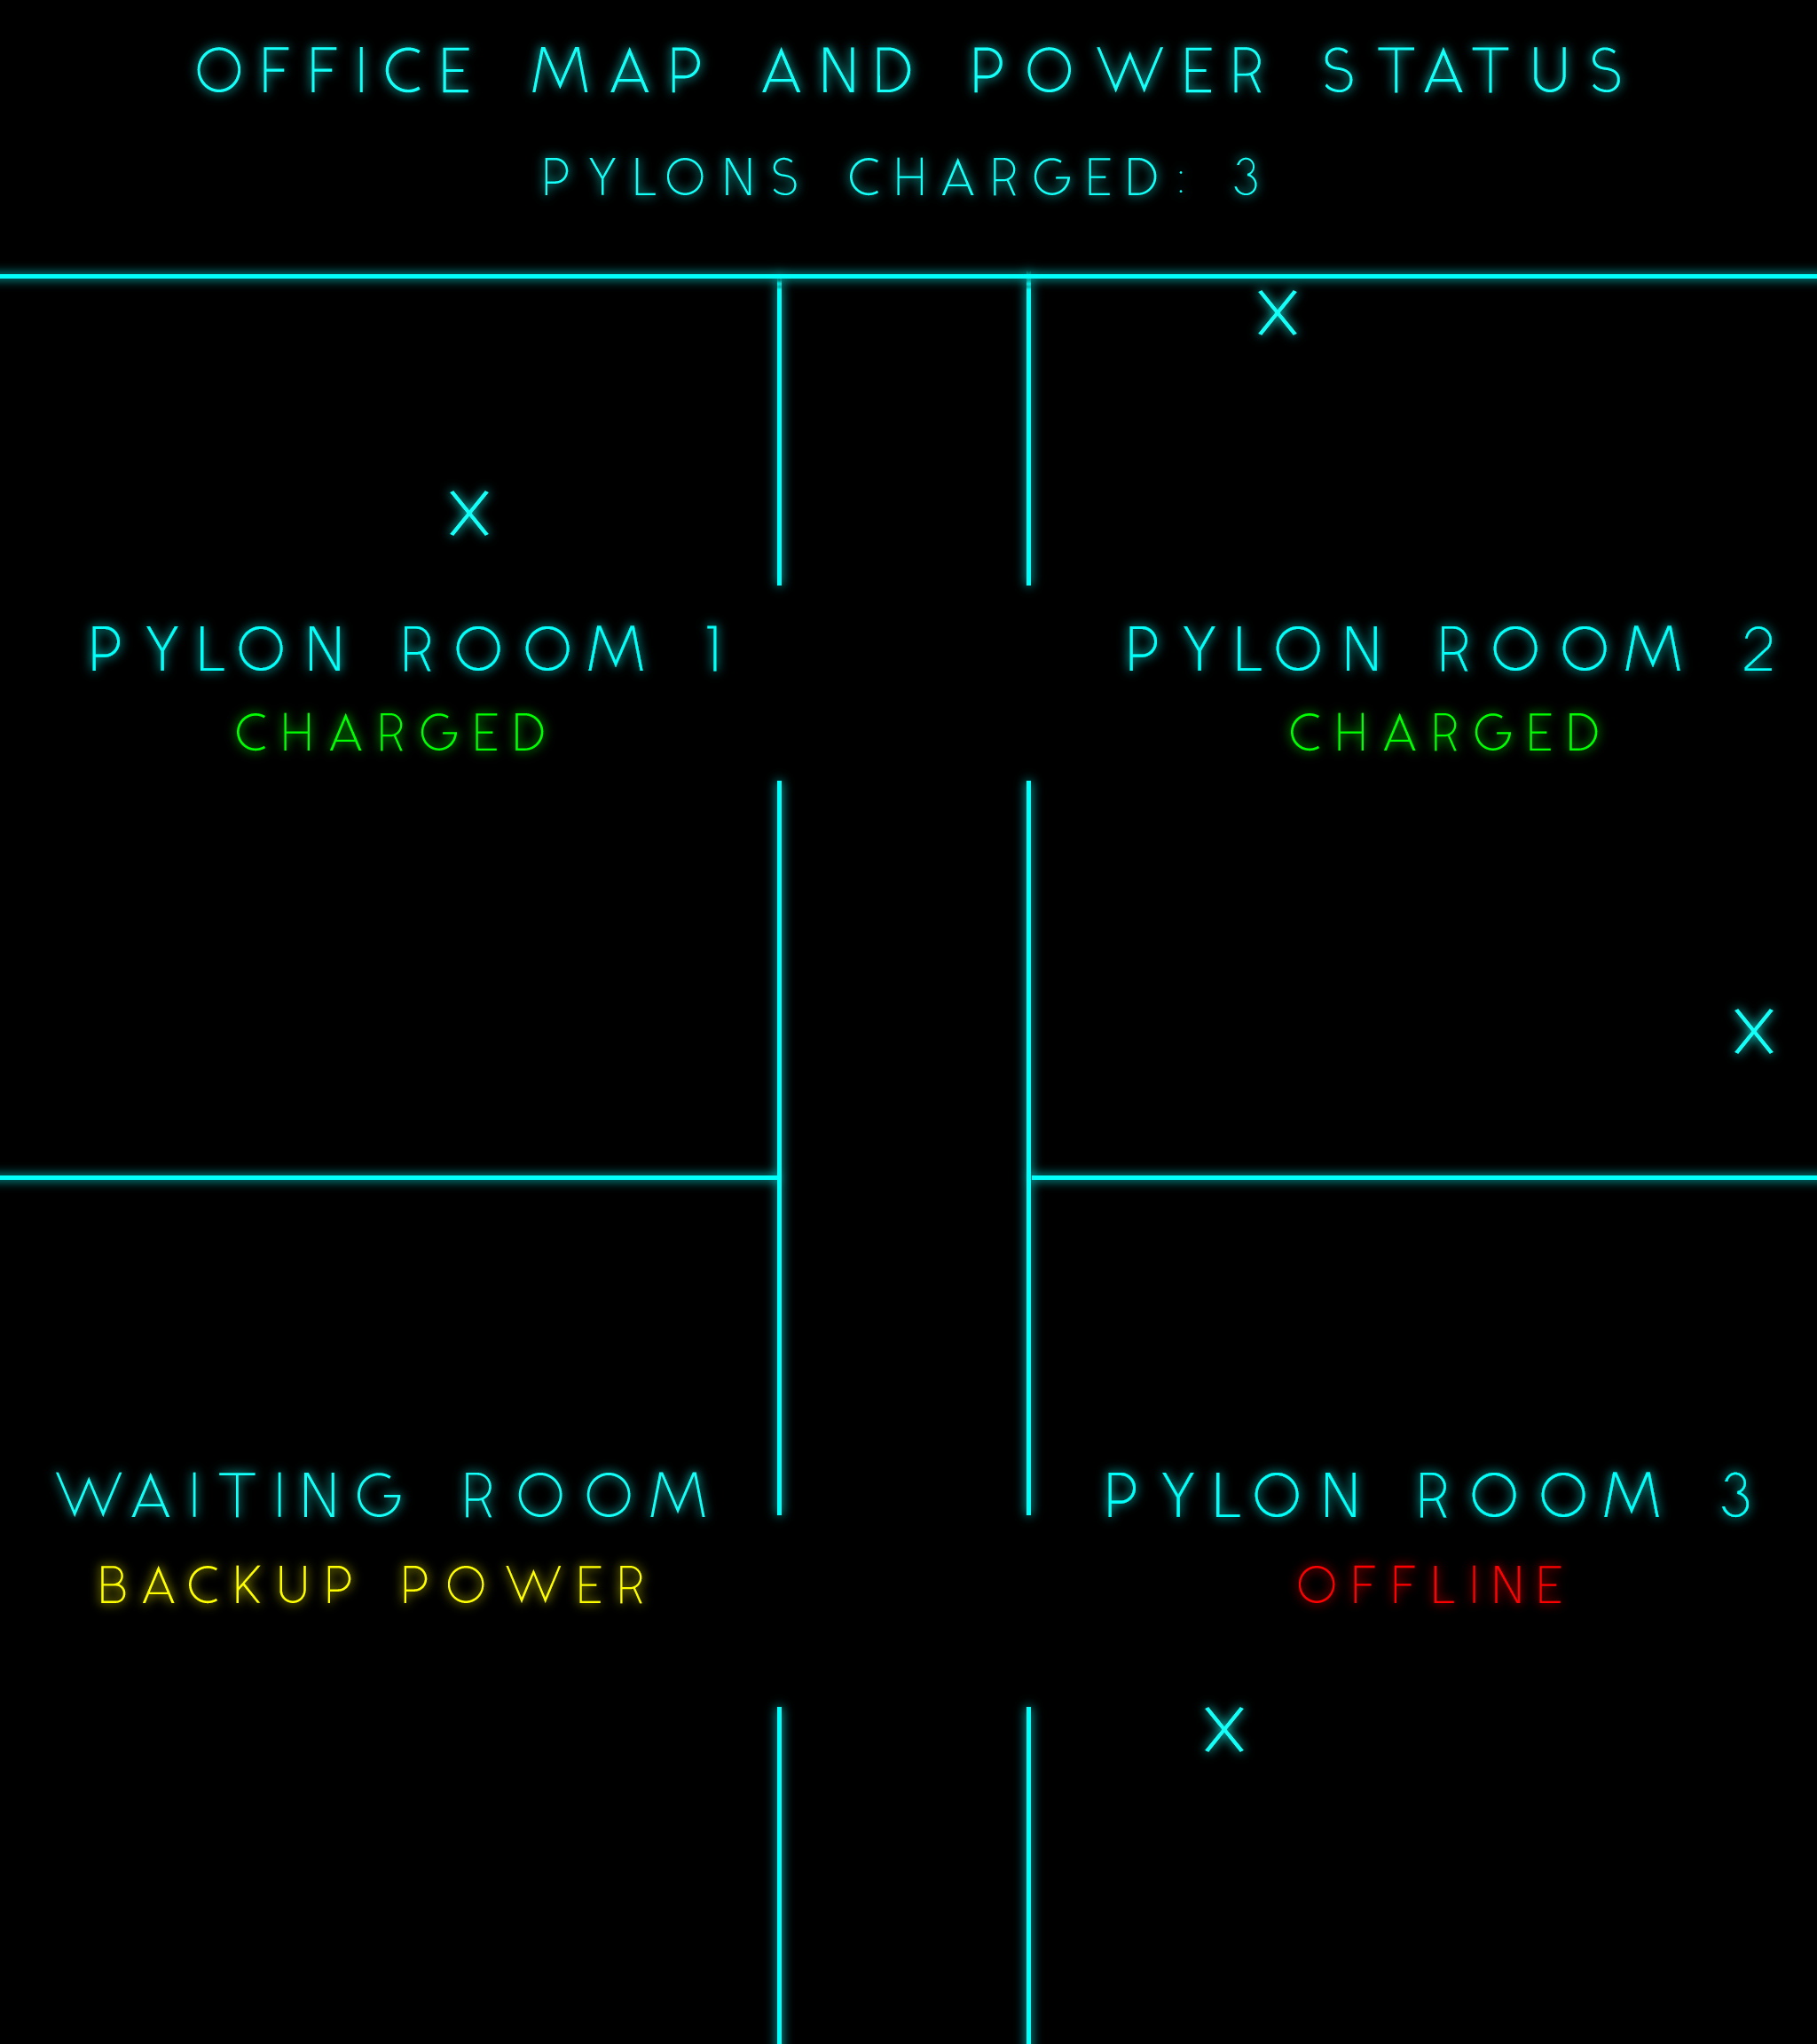 OFFICE MAP AND POWER STATUS
PYLONS CHARGED: 3
X
X
PYLON ROOM 1
PYLON ROOM 2
CHARGED
CHARGED
X
WAITING ROOM
PYLON ROOM 3
BACKUP POWER
OFFLINE
X